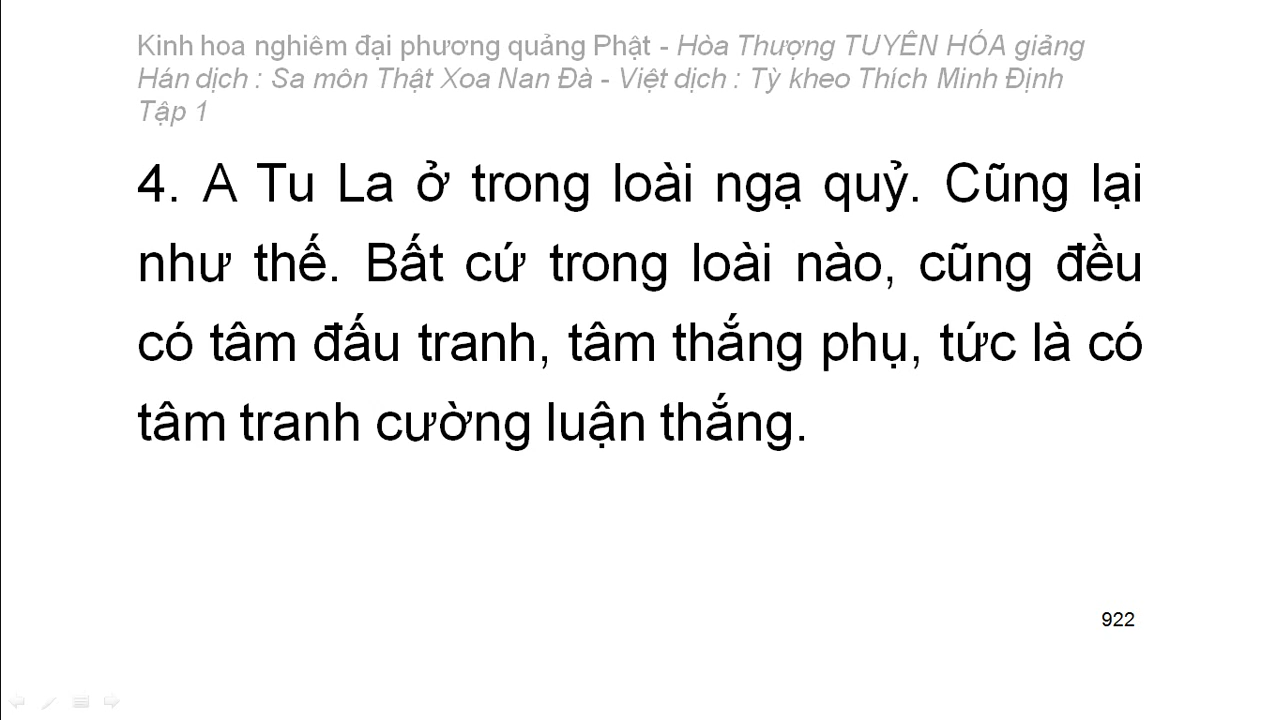 Kinh hoa nghiêm đại phương quảng Phật - Hòa Thượng TUYÊN HÓA giảng
Hán dịch : Sa môn Thật Xoa Nan Đà - Việt dịch : Tỳ kheo Thích Minh Định
Tập 1
4. A Tu La ở trong loài ngạ quỷ. Cũng lại
như thế. Bất cứ trong loài nào, cũng đều
có tâm đấu tranh, tâm thắng phụ, tức là có
tâm tranh cường luận thắng.
922